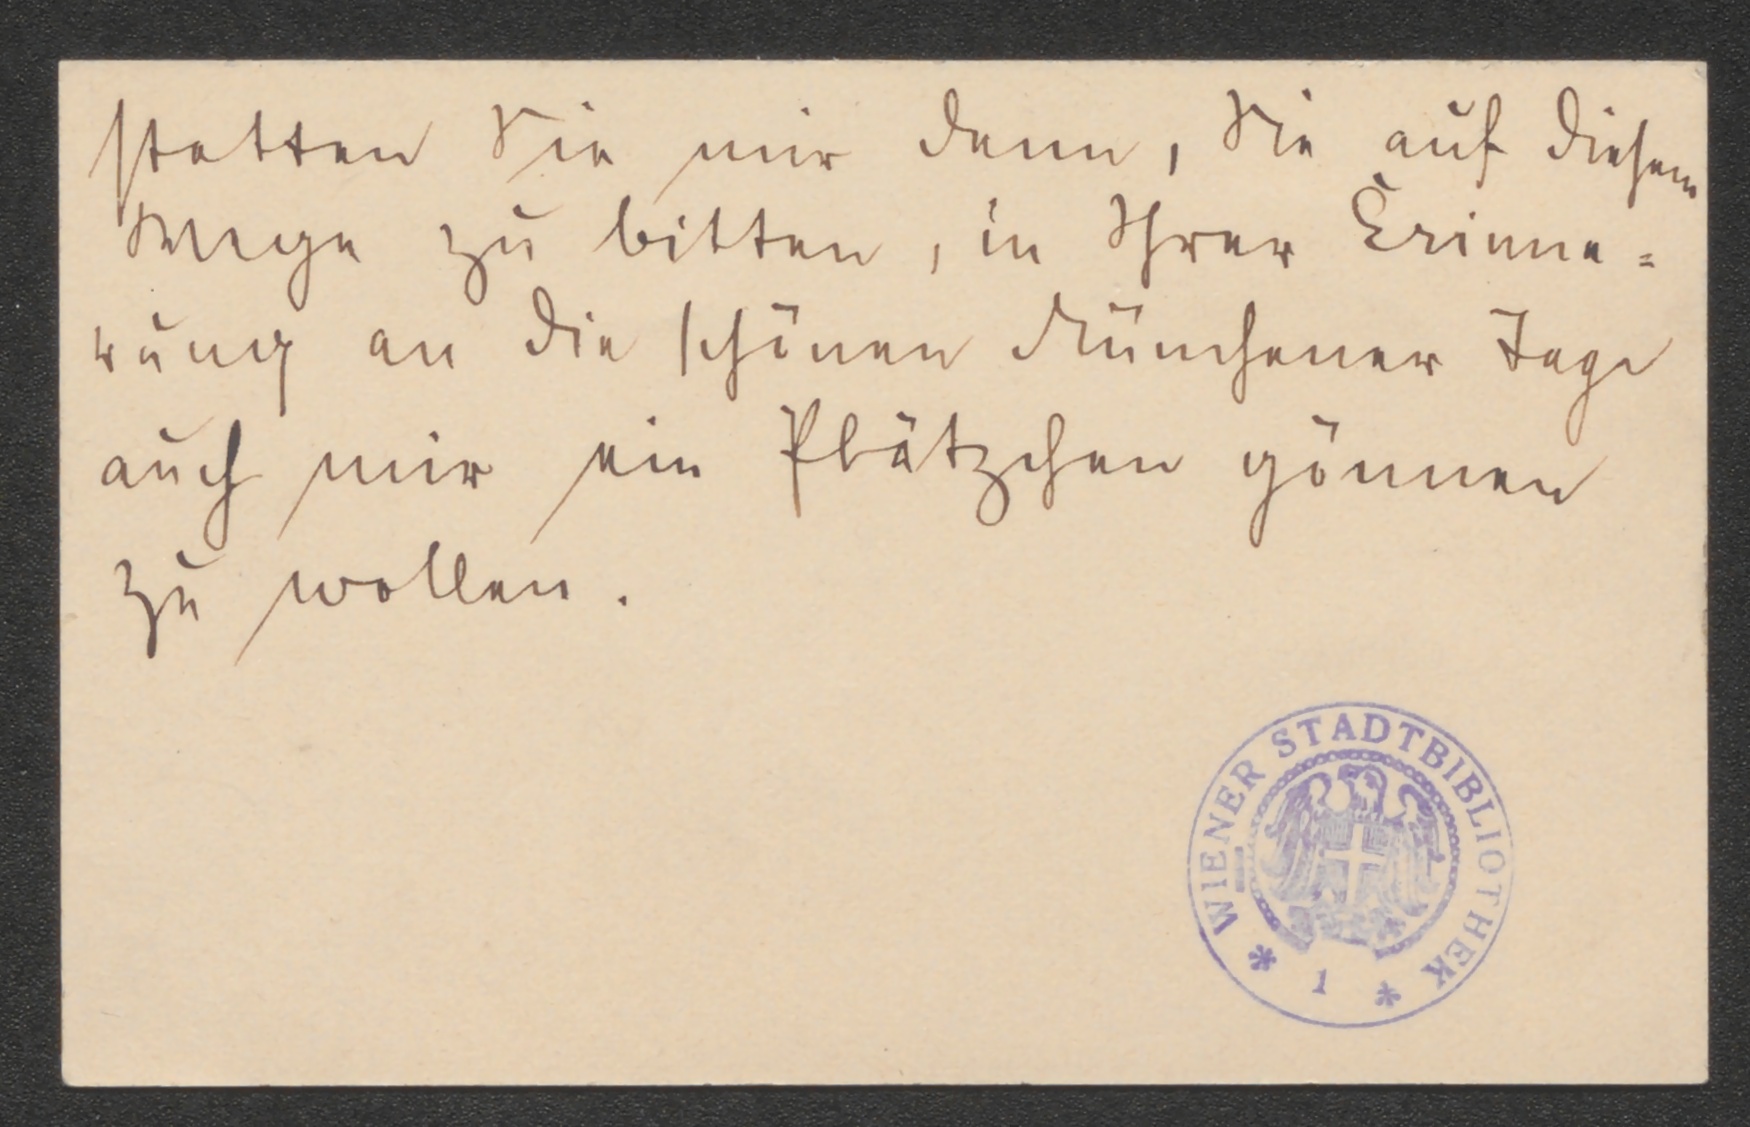 statten Sie mir denn, Sie auf diesem
Wege zu bitten, in Ihrer Erinne=
rung an die schönen Münchener Tage
auch mir ein Plätzchen gönnen
zu wollen.
WIENER STADTBIBLIOTHEK
* 1 *